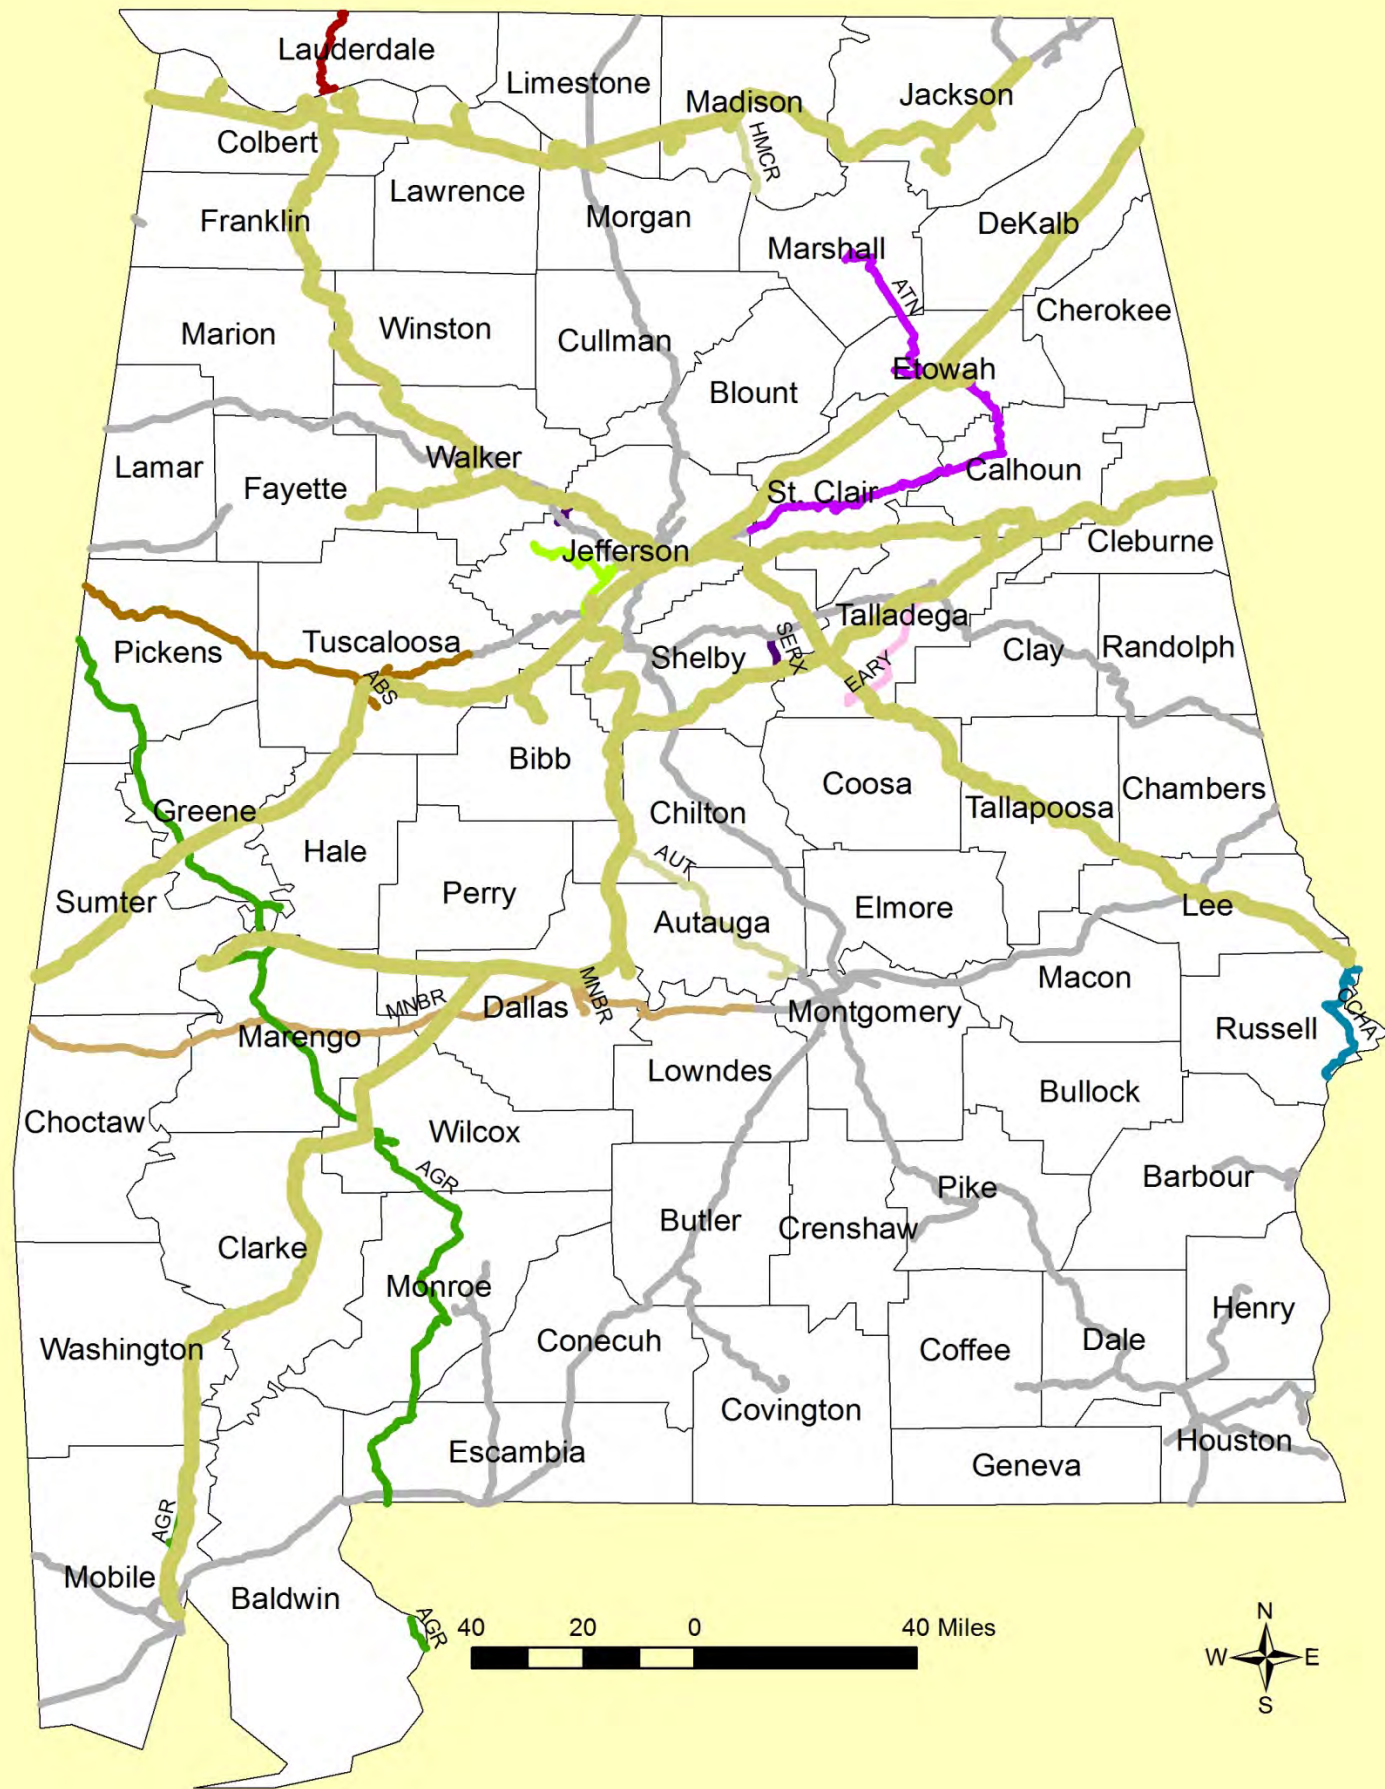 Lauderdale
Limestone
Madison
Jackson
Colbert
HMCR
Lawrence
Franklin
Morgan
DeKalb
Marshall
ATN
Cherokee
Marion
Winston
Cullman
Etowah
Blount
Walker
Lamar
Calhoun
Fayette
St. Clair
Jefferson
Cleburne
Talladega
Tuscaloosa
Pickens
Shelby
SERX
Clay
Randolph
EARY
ABS
Bibb
Coosa
Chambers
Greene
Chilton
Tallapoosa
Hale
AUT
Perry
Sumter
Autauga
Elmore
Lee
Macon
MNBR
Dallas
MNBR
Montgomery
CCHA
Russell
Marengo
Lowndes
Bullock
Choctaw
Wilcox
AGR
Barbour
Pike
Butler
Crenshaw
Clarke
Monroe
Henry
Washington
Conecuh
Coffee
Dale
Covington
Houston
Escambia
Geneva
AGR
Mobile
Baldwin
AGR
40 20 0 40 Miles
N
W E
S